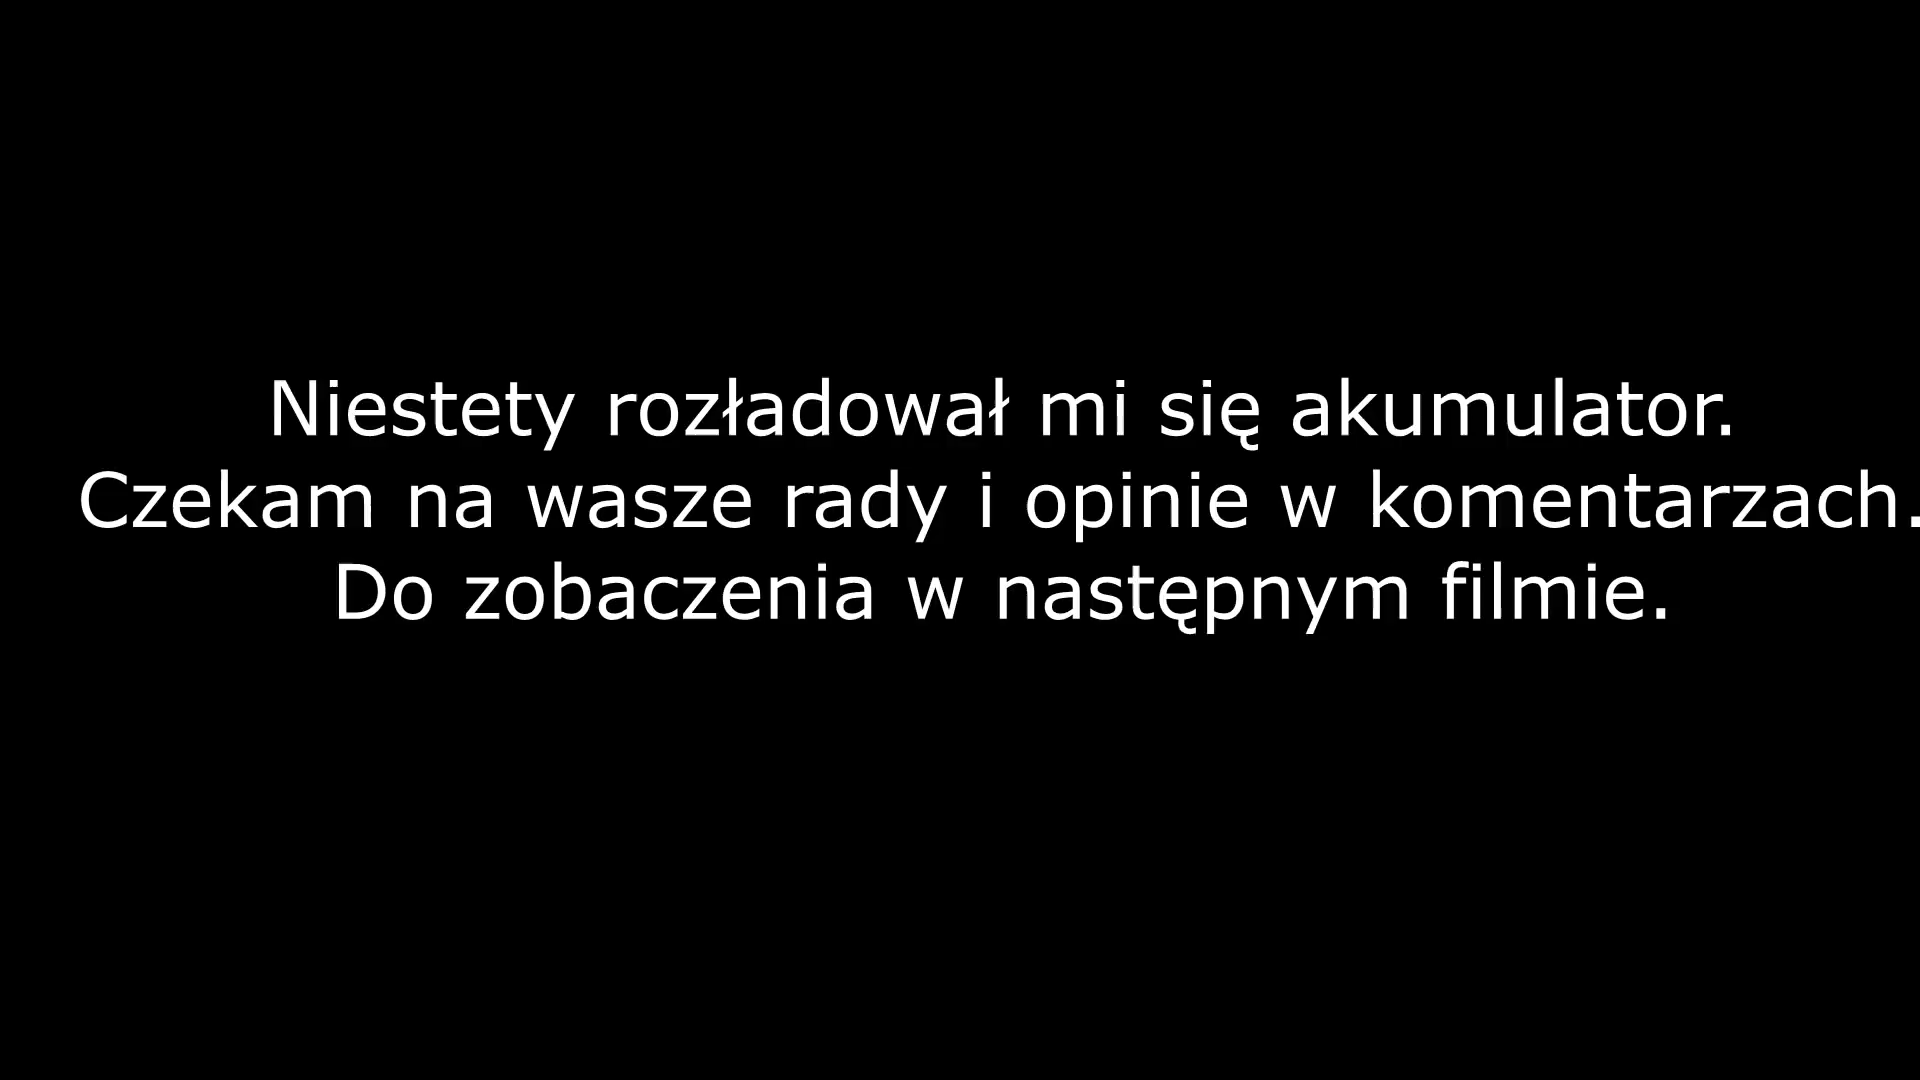 Niestety rozładował mi się akumulator.
Czekam na wasze rady i opinie w komentarzach.
Do zobaczenia w następnym filmie.